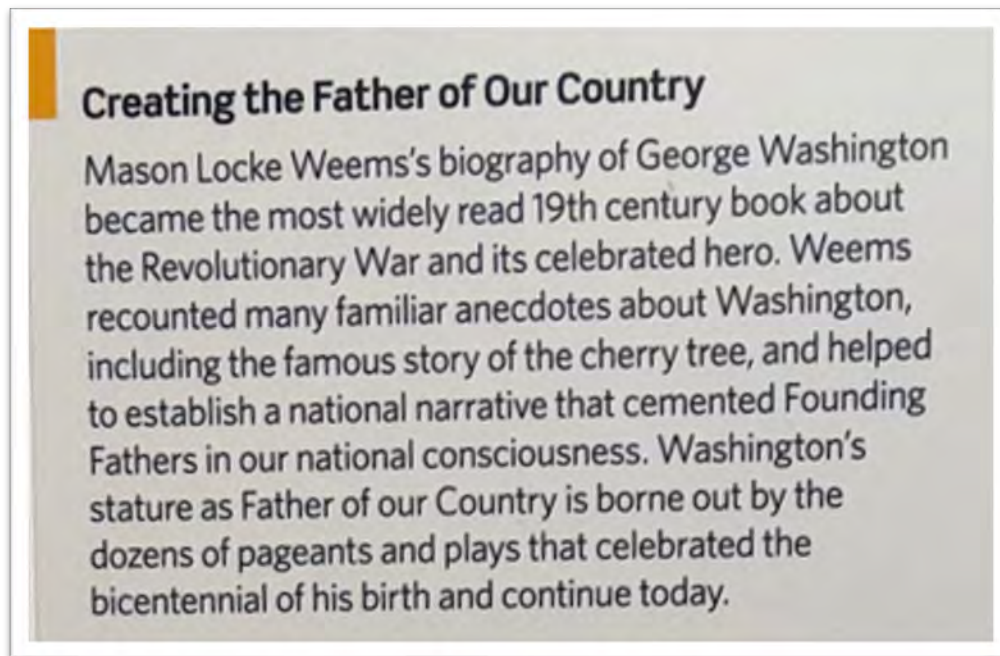 Creating the Father of Our Country
Mason Locke Weems's biography of George Washington
became the most widely read 19th century book about
the Revolutionary War and its celebrated hero. Weems
recounted many familiar anecdotes about Washington,
including the famous story of the cherry tree, and helped
to establish a national narrative that cemented Founding
Fathers in our national consciousness. Washington's
stature as Father of our Country is borne out by the
dozens of pageants and plays that celebrated the
bicentennial of his birth and continue today.